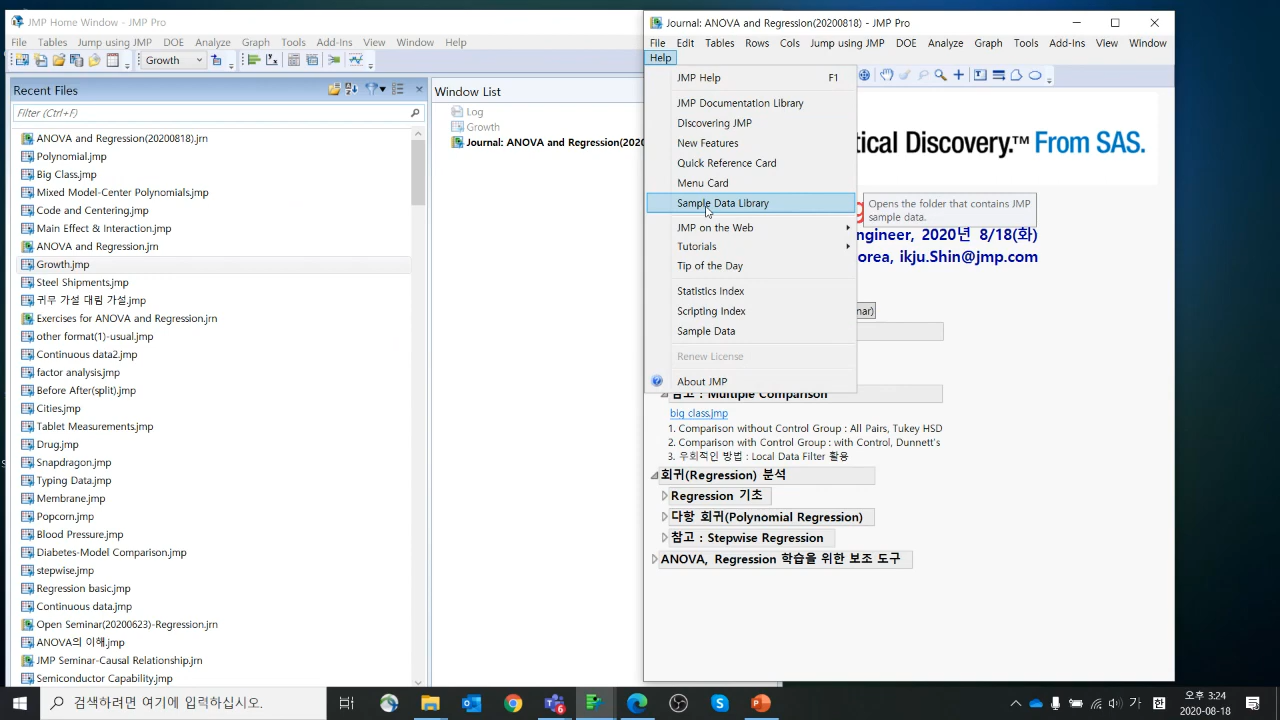 JMP Home Window - JMP Pro
File Tables Jump using JMP DOE Analyze Graph Tools Add-Ins View Window Help
Growth
Recent Files
Filter (Ctrl+F)
ANOVA and Regression(20200818).jrn
Polynomial.jmp
Big Class.jmp
Mixed Model-Center Polynomials.jmp
Code and Centering.jmp
Main Effect & Interaction.jmp
ANOVA and Regression.jrn
Growth.jmp
Steel Shipments.jmp
귀무 가설 대립 가설.jmp
Exercises for ANOVA and Regression.jrn
other format(1)-usual.jmp
Continuous data2.jmp
factor analysis.jmp
Before After(split).jmp
Cities.jmp
Tablet Measurements.jmp
Drug.jmp
Snapdragon.jmp
Typing Data.jmp
Membrane.jmp
Popcorn.jmp
Blood Pressure.jmp
Diabetes-Model Comparison.jmp
stepwise.jmp
Regression basic.jmp
Continuous data.jmp
Open Seminar(20200623)-Regression.jrn
ANOVA의 이해.jmp
JMP Seminar-Causal Relationship.jrn
Semiconductor Capability.jmp
Window List
Log
Growth
Journal: ANOVA and Regression(2020
Journal: ANOVA and Regression(20200818) - JMP Pro
File Edit Tables Rows Cols Jump using JMP DOE Analyze Graph Tools Add-Ins View Window
Help
JMP Help F1
JMP Documentation Library
Discovering JMP
New Features
Quick Reference Card
Menu Card
Sample Data Library
JMP on the Web
Tutorials
Tip of the Day
Statistics Index
Scripting Index
Sample Data
Renew License
About JMP
Opens the folder that contains JMP
sample data.
tical Discovery.™ From SAS.
g
ngineer, 2020년 8/18(화)
orea, ikju.Shin@jmp.com
nar)
참고 : Multiple Comparison
big class.jmp
1. Comparison without Control Group : All Pairs, Tukey HSD
2. Comparison with Control Group : with Control, Dunnett's
3. 우회적인 방법 : Local Data Filter 활용
회귀(Regression) 분석
Regression 기초
다항 회귀(Polynomial Regression)
참고 : Stepwise Regression
ANOVA, Regression 학습을 위한 보조 도구
검색하려면 여기에 입력하십시오.
가
한
오후 3:24
2020-08-18